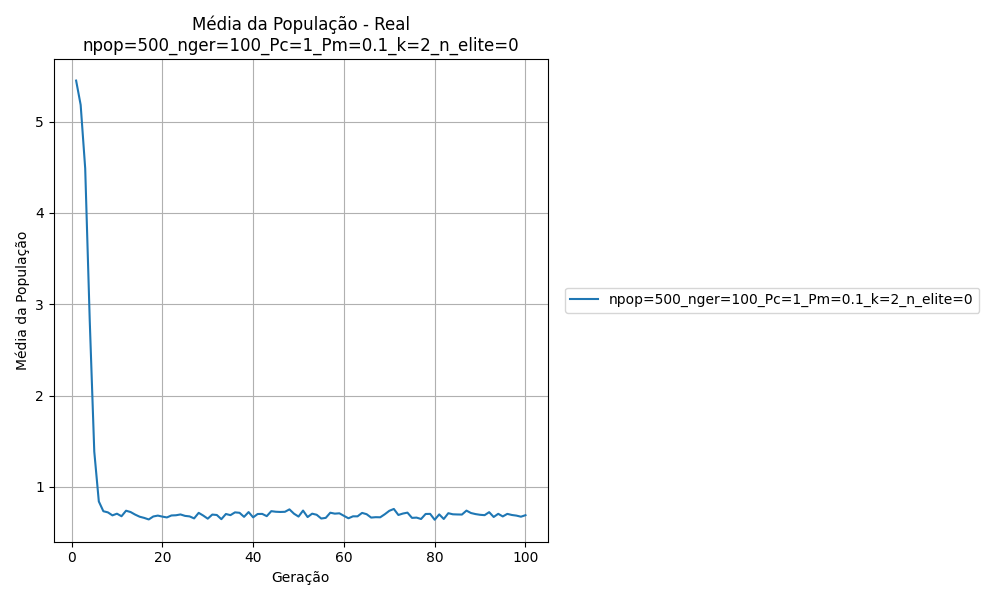 Média da População - Real
npop=500_nger=100_Pc=1_Pm=0.1_k=2_n_elite=0
Média da População
5
4
3
2
1
0 20 40 60 80 100
Geração
npop=500_nger=100_Pc=1_Pm=0.1_k=2_n_elite=0